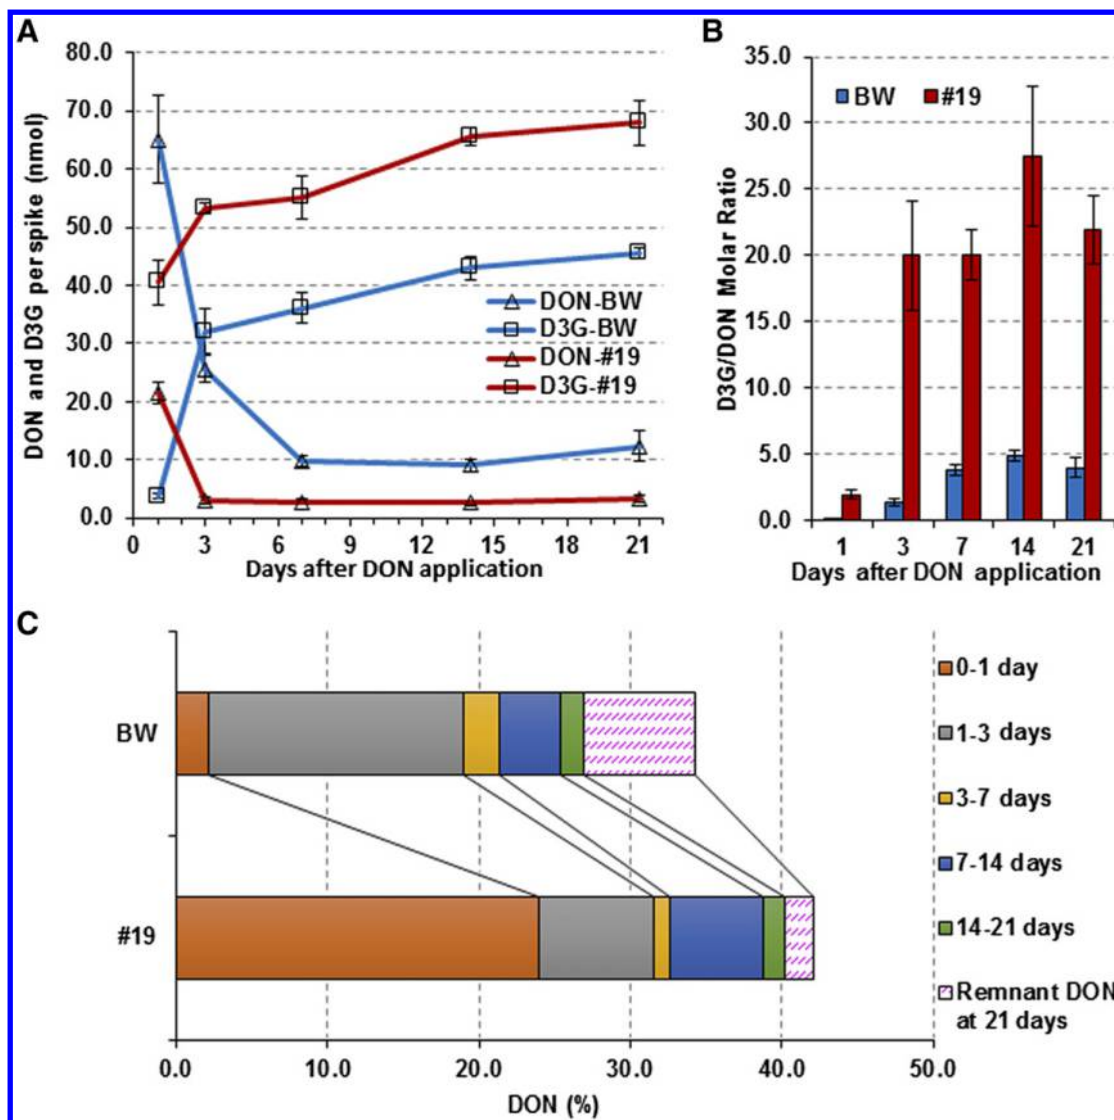 A
DON and D3G per spike (nmol)
80.0
70.0
60.0
50.0
40.0
30.0
20.0
10.0
0.0
DON-BW
D3G-BW
DON-#19
D3G-#19
0 3 6 9 12 15 18 21
Days after DON application
B
D3G/DON Molar Ratio
35.0
30.0
25.0
20.0
15.0
10.0
5.0
0.0
BW #19
1 3 7 14 21
Days after DON application
C
BW
#19
0.0 10.0 20.0 30.0 40.0 50.0
DON (%)
0-1 day
1-3 days
3-7 days
7-14 days
14-21 days
Remnant DON
at 21 days